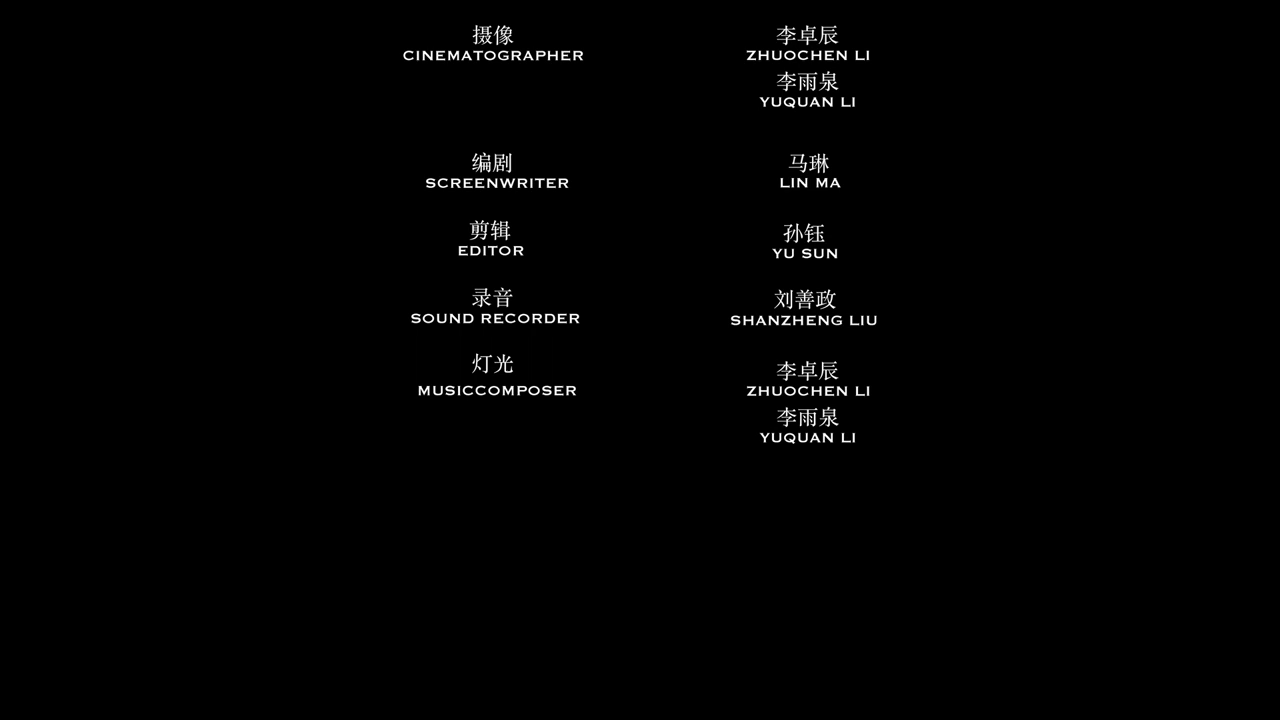 摄像
CINEMATOGRAPHER
李卓辰
ZHUOCHEN LI
李雨泉
YUQUAN LI
编剧
SCREENWRITER
马琳
LIN MA
剪辑
EDITOR
孙钰
YU SUN
录音
SOUND RECORDER
刘善政
SHANZHENG LIU
灯光
MUSICCOMPOSER
李卓辰
ZHUOCHEN LI
李雨泉
YUQUAN LI